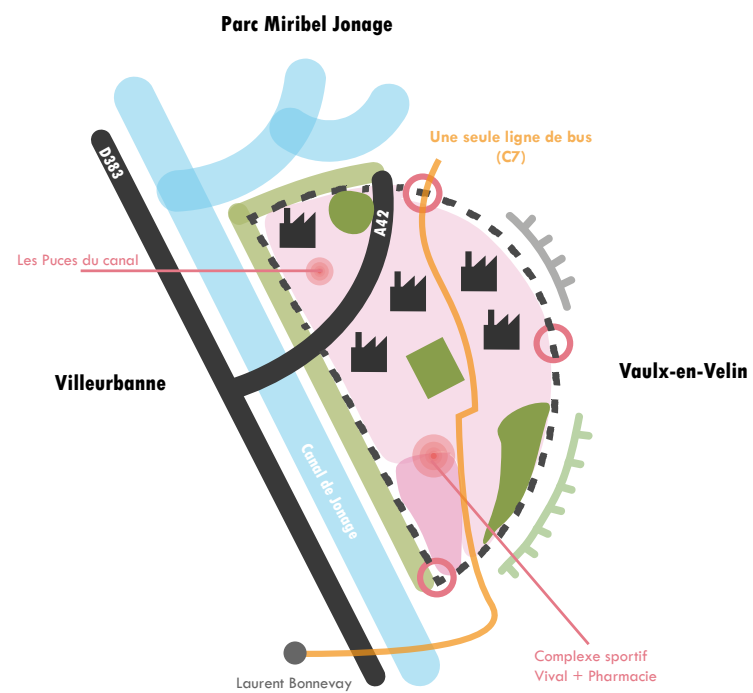 Parc Miribel Jonage
Une seule ligne de bus
(C7)
D383
A42
Les Puces du canal
Villeurbanne
Vaulx-en-Velin
Canal de Jonage
Complexe sportif
Vival + Pharmacie
Laurent Bonnevay